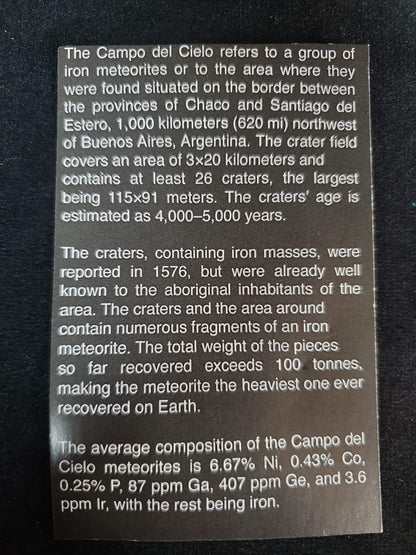 The Campo del Cielo refers to a group of
iron meteorites or to the area where they
were found situated on the border between
the provinces of Chaco and Santiago del
Estero, 1,000 kilometers (620 mi) northwest
of Buenos Aires, Argentina. The crater field
covers an area of 3×20 kilometers and
contains at least 26 craters, the largest
being 115×91 meters. The craters' age is
estimated as 4,000–5,000 years.

The craters, containing iron masses, were
reported in 1576, but were already well
known to the aboriginal inhabitants of the
area. The craters and the area around
contain numerous fragments of an iron
meteorite. The total weight of the pieces
so far recovered exceeds 100 tonnes,
making the meteorite the heaviest one ever
recovered on Earth.

The average composition of the Campo del
Cielo meteorites is 6.67% Ni, 0.43% Co,
0.25% P, 87 ppm Ga, 407 ppm Ge, and 3.6
ppm Ir, with the rest being iron.